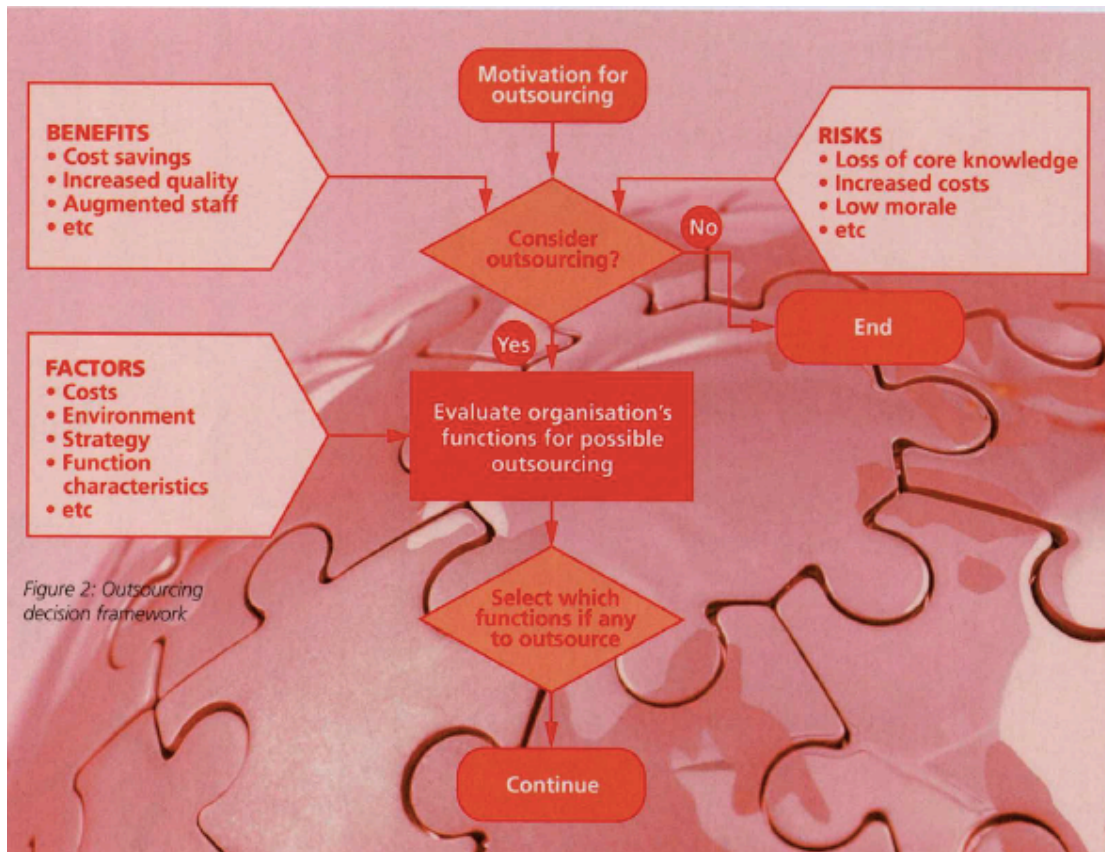 Motivation for
outsourcing
BENEFITS
• Cost savings
• Increased quality
• Augmented staff
• etc
RISKS
• Loss of core knowledge
• Increased costs
• Low morale
• etc
Consider
outsourcing?
No
End
Yes
FACTORS
• Costs
• Environment
• Strategy
• Function
characteristics
• etc
Evaluate organisation's
functions for possible
outsourcing
Figure 2: Outsourcing
decision framework
Select which
functions if any
to outsource
Continue